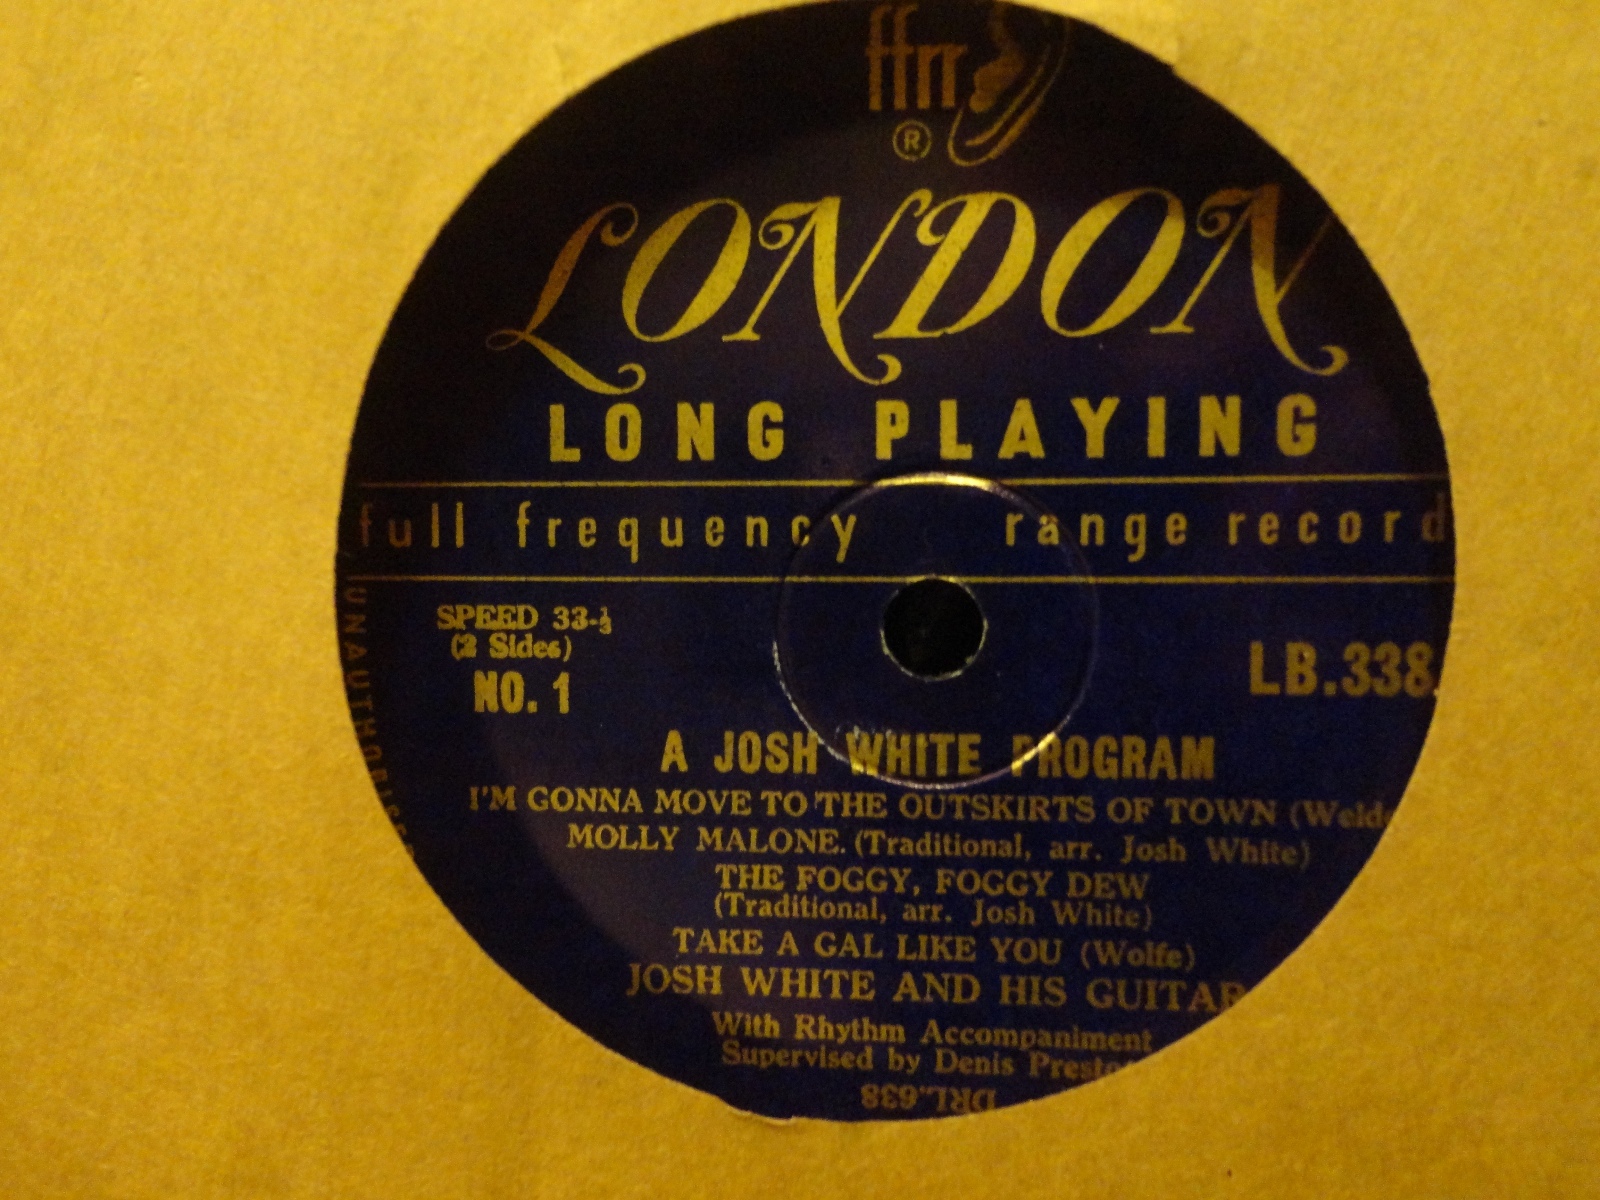 ffrr
®
LONDON
LONG PLAYING
full frequency range record
SPEED 33-⅓
(2 Sides)
NO. 1
LB.338
UNAUTHORISED
A JOSH WHITE PROGRAM
I'M GONNA MOVE TO THE OUTSKIRTS OF TOWN (Weld
MOLLY MALONE. (Traditional, arr. Josh White)
THE FOGGY, FOGGY DEW
(Traditional, arr. Josh White)
TAKE A GAL LIKE YOU (Wolfe)
JOSH WHITE AND HIS GUITAR
With Rhythm Accompaniment
Supervised by Denis Preston
DRL.638